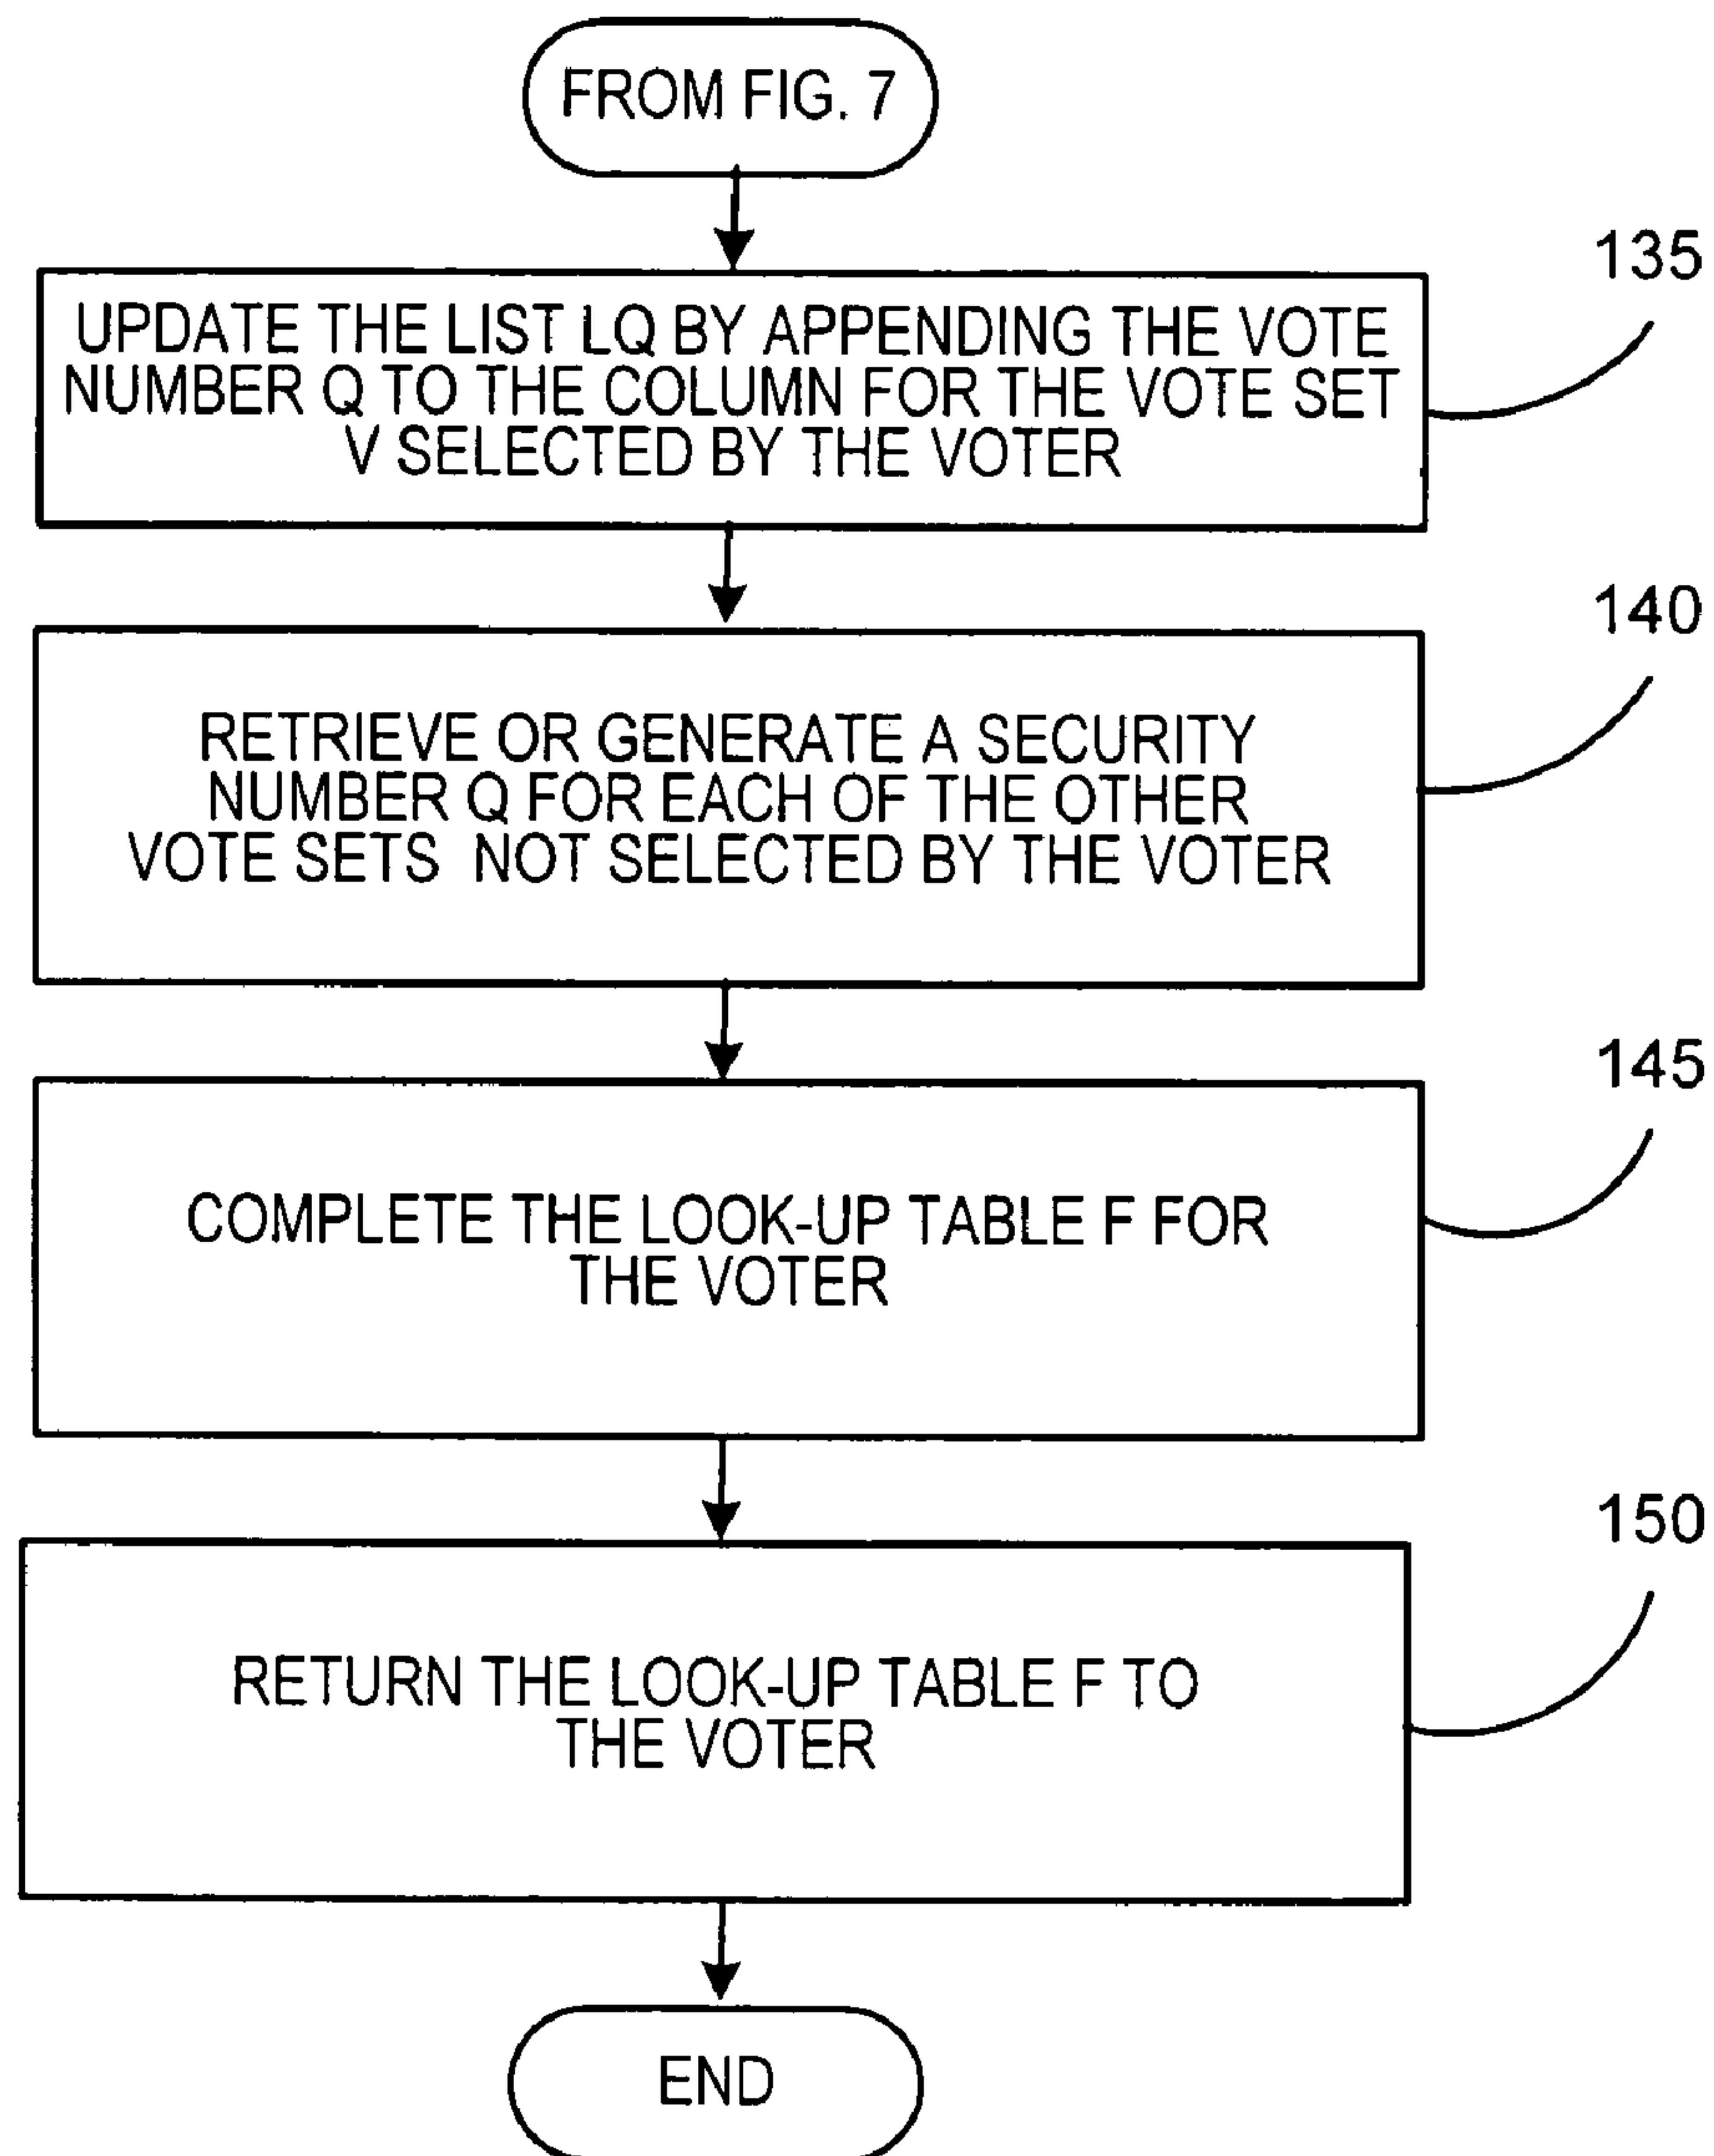 FROM FIG. 7
135
UPDATE THE LIST LQ BY APPENDING THE VOTE
NUMBER Q TO THE COLUMN FOR THE VOTE SET
V SELECTED BY THE VOTER
140
RETRIEVE OR GENERATE A SECURITY
NUMBER Q FOR EACH OF THE OTHER
VOTE SETS NOT SELECTED BY THE VOTER
145
COMPLETE THE LOOK-UP TABLE F FOR
THE VOTER
150
RETURN THE LOOK-UP TABLE F TO
THE VOTER
END